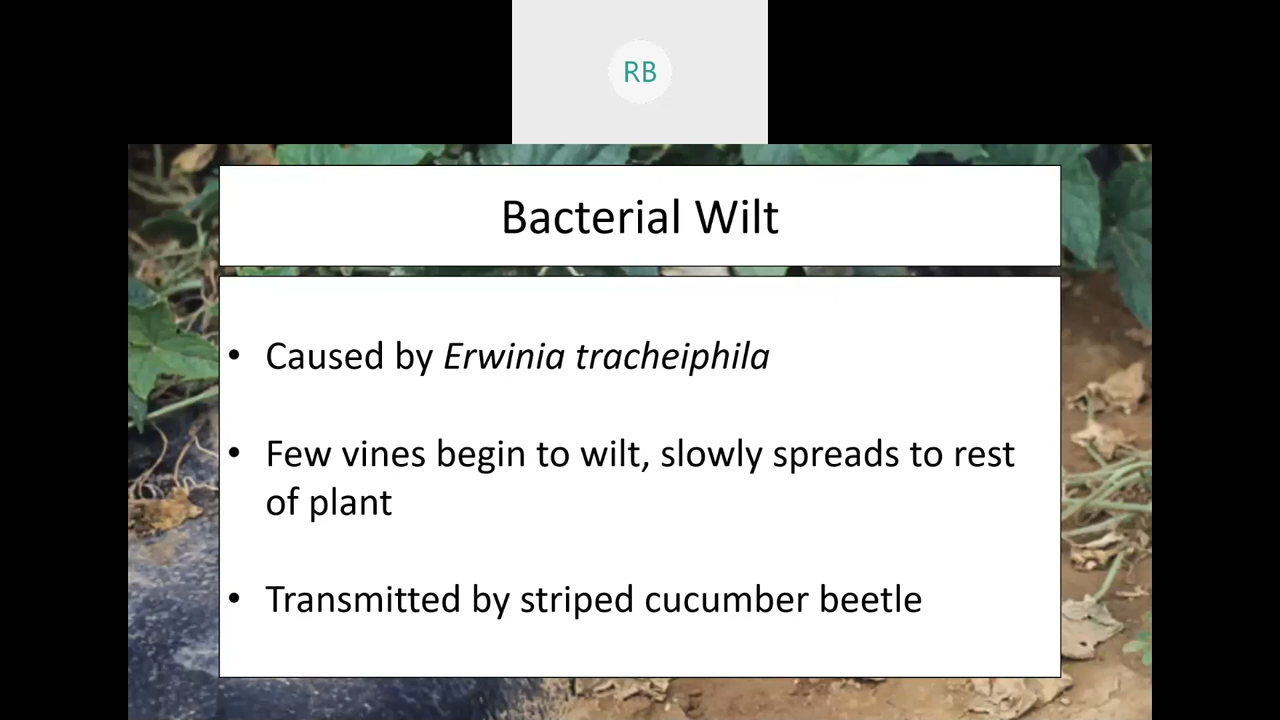 RB
Bacterial Wilt
• Caused by Erwinia tracheiphila
• Few vines begin to wilt, slowly spreads to rest
of plant
• Transmitted by striped cucumber beetle